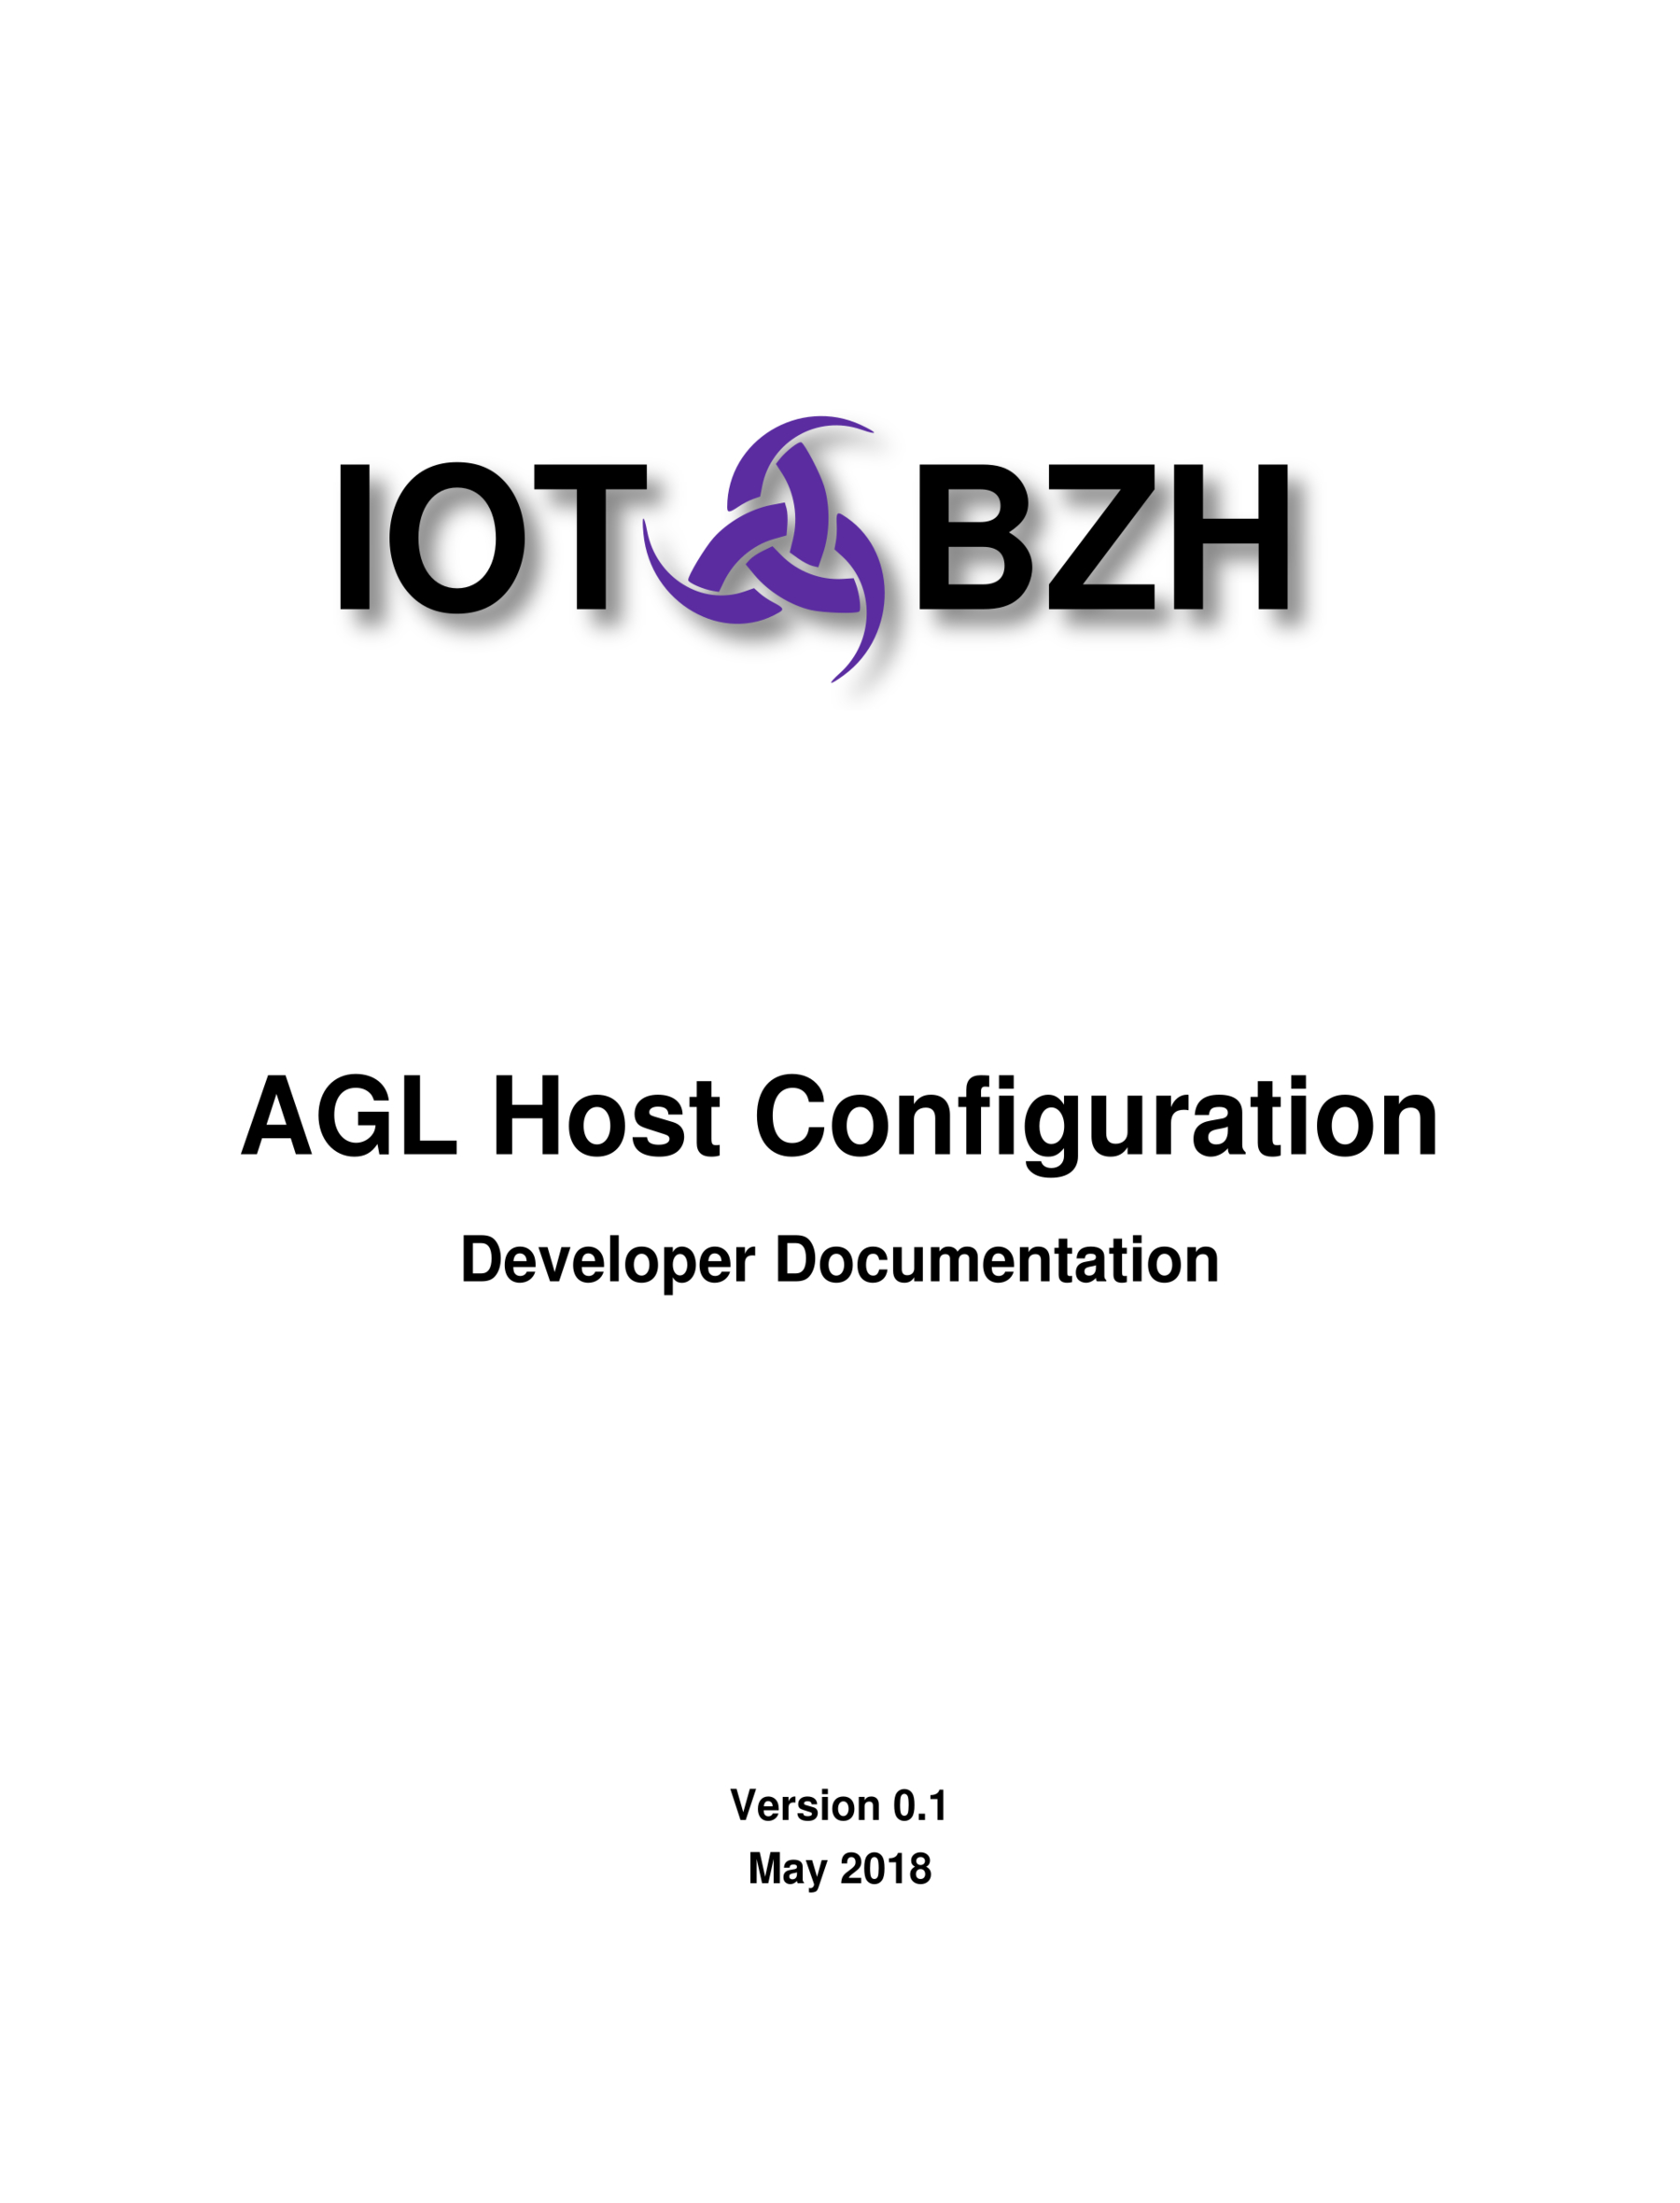 IOT BZH
AGL Host Configuration
Developer Documentation
Version 0.1
May 2018